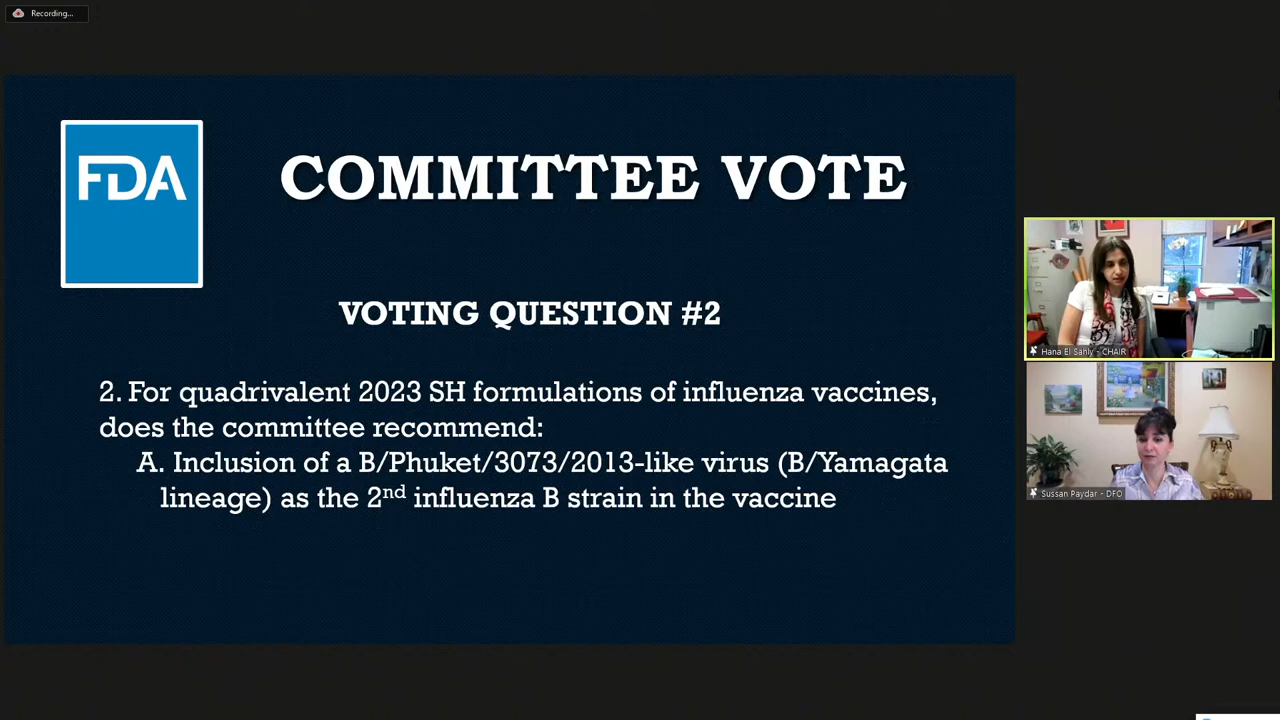 Recording...
FDA
COMMITTEE VOTE
VOTING QUESTION #2
2. For quadrivalent 2023 SH formulations of influenza vaccines,
does the committee recommend:
A. Inclusion of a B/Phuket/3073/2013-like virus (B/Yamagata
lineage) as the 2nd influenza B strain in the vaccine
Hana El Sahly - CHAIR
Sussan Paydar - DFO